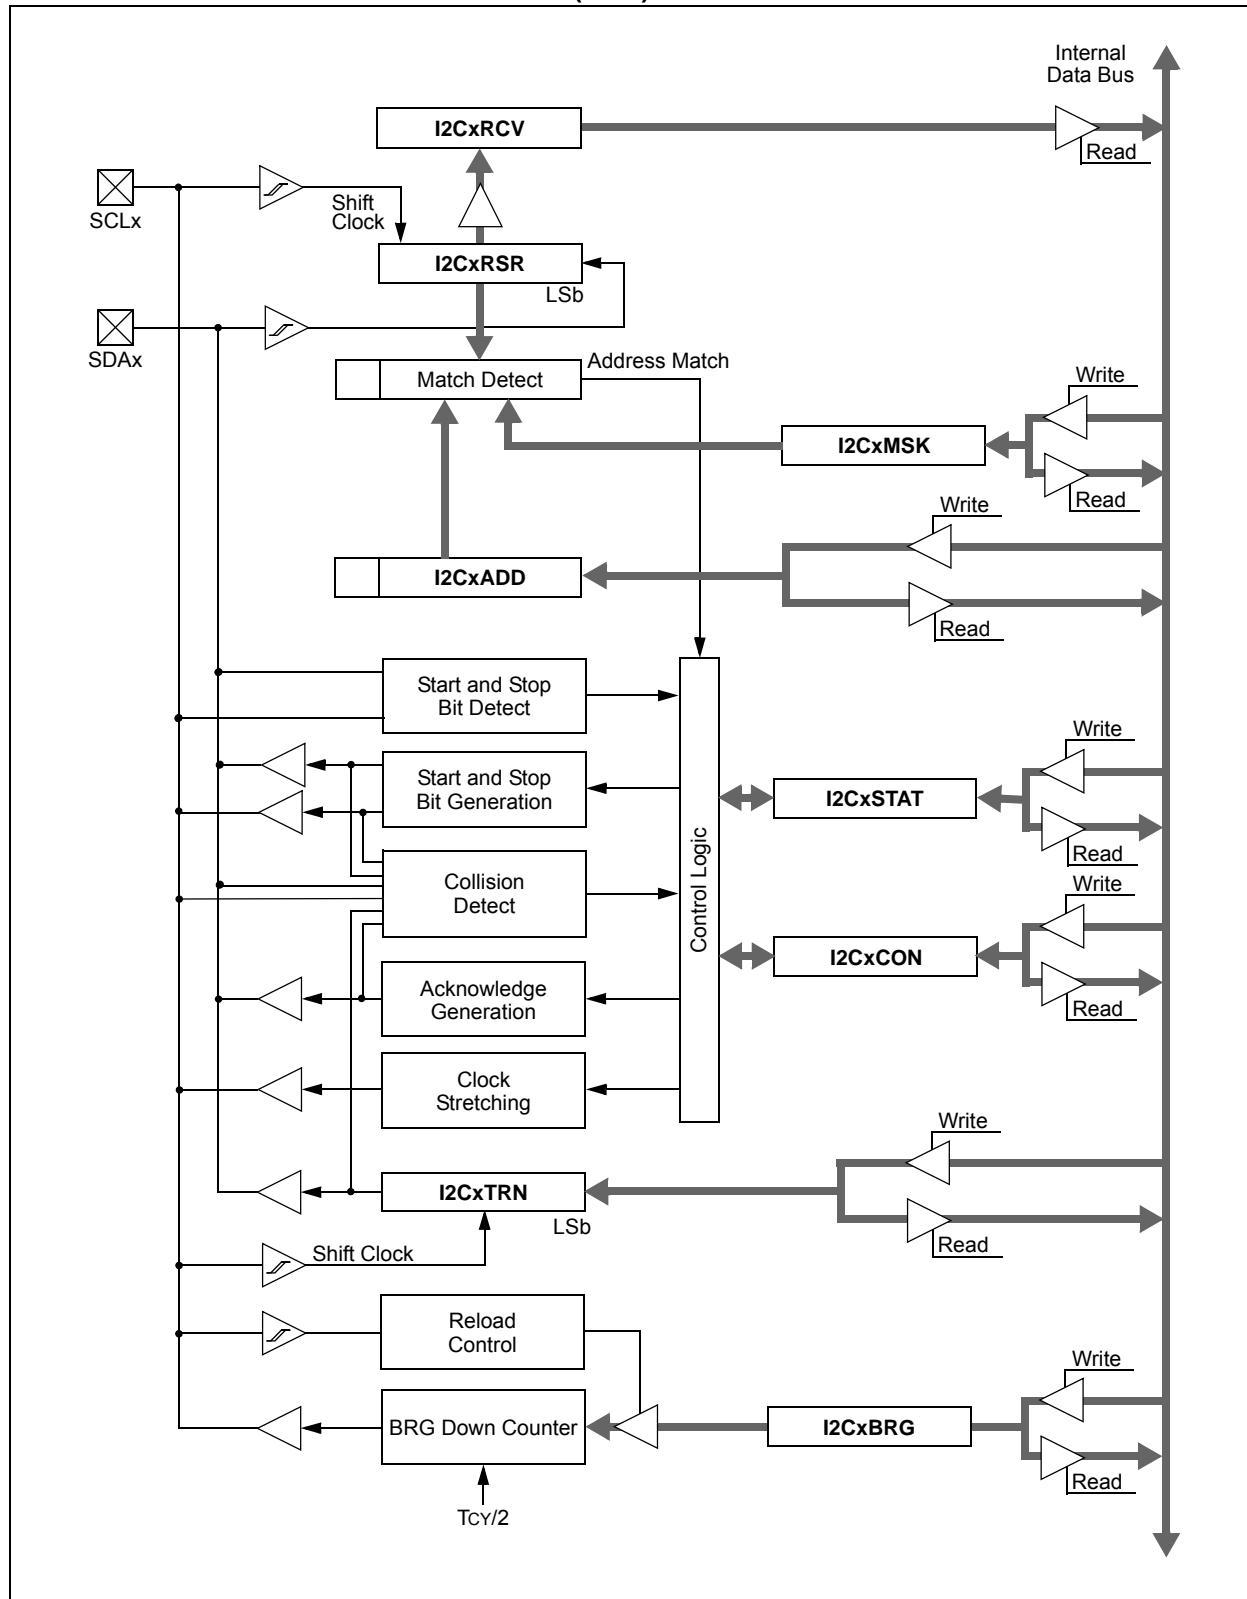 Internal
Data Bus
I2CxRCV
Read
SCLx
Shift
Clock
I2CxRSR
LSb
SDAx
Match Detect
Address Match
Write
I2CxMSK
Read
Write
I2CxADD
Read
Start and Stop
Bit Detect
Start and Stop
Bit Generation
Collision
Detect
Acknowledge
Generation
Clock
Stretching
Control Logic
Write
I2CxSTAT
Read
Write
I2CxCON
Read
Write
I2CxTRN
LSb
Read
Shift Clock
Reload
Control
Write
BRG Down Counter
I2CxBRG
Read
TCY/2